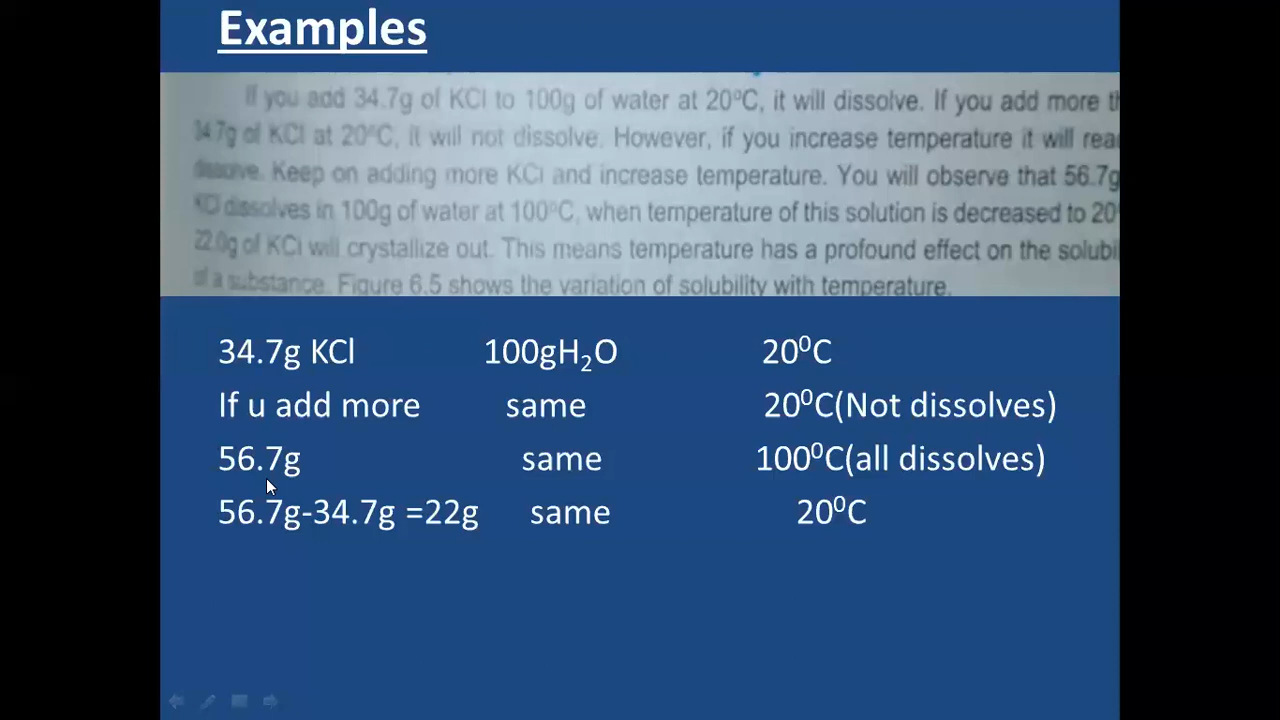 Examples
If you add 34.7g of KCl to 100g of water at 20°C, it will dissolve. If you add more
34.7g of KCl at 20°C, it will not dissolve. However, if you increase temperature it will
dissolve. Keep on adding more KCl and increase temperature. You will observe that 56.7g
KCl dissolves in 100g of water at 100°C, when temperature of this solution is decreased to 20°
22.0g of KCl will crystallize out. This means temperature has a profound effect on the
of a substance. Figure 6.5 shows the variation of solubility with temperature.
34.7g KCl 100gH₂O 20⁰C
If u add more same 20⁰C(Not dissolves)
56.7g same 100⁰C(all dissolves)
56.7g-34.7g =22g same 20⁰C